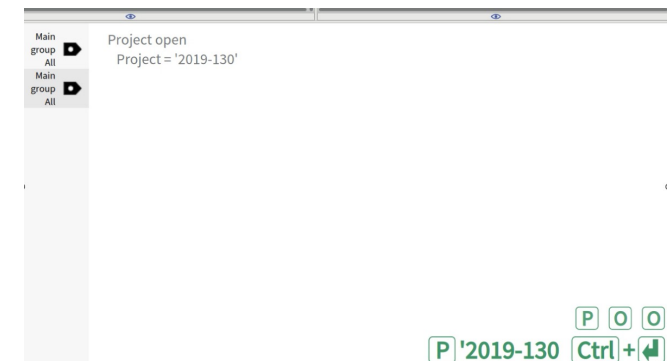 Main
group
All
Project open
Project = '2019-130'
Main
group
All
P O O
P '2019-130 Ctrl+↵